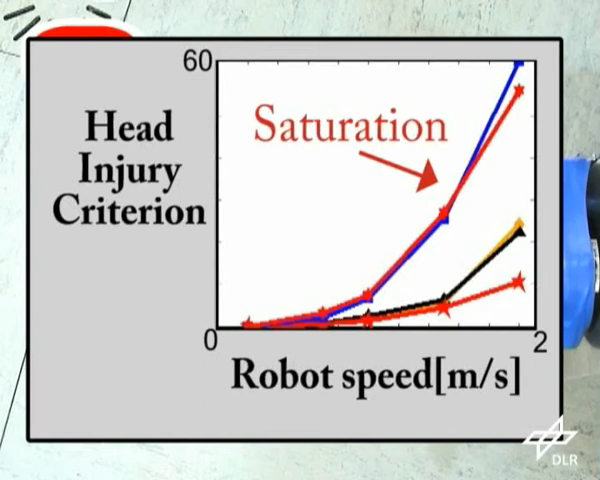 60
Head
Injury
Criterion
Saturation
0
2
Robot speed[m/s]
DLR